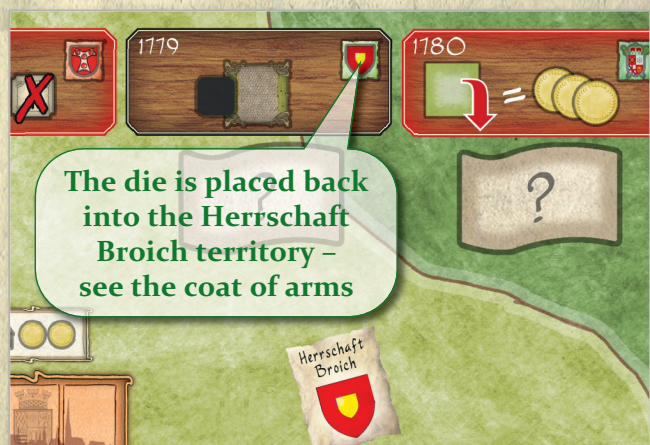 1779
1780
=
?
The die is placed back
into the Herrschaft
Broich territory –
see the coat of arms
Herrschaft
Broich